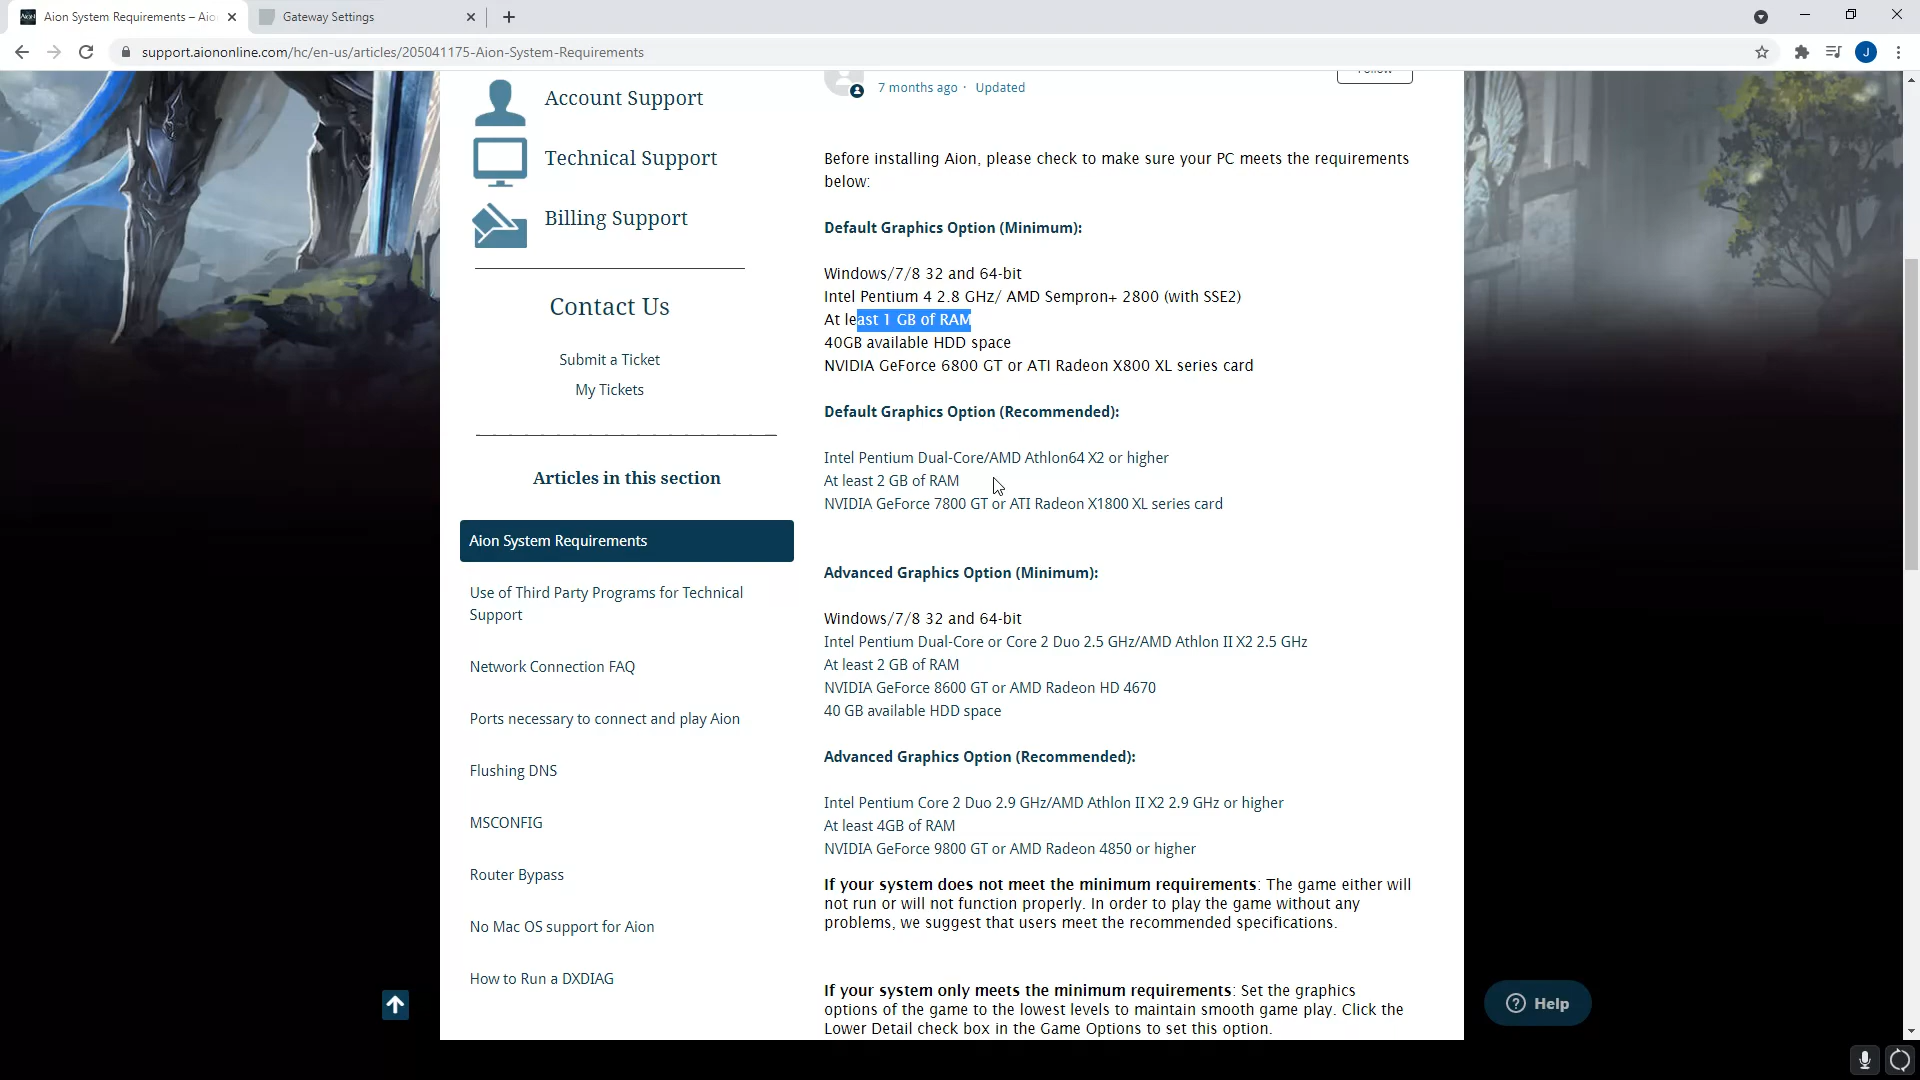 Aion System Requirements – Aio
Gateway Settings
support.aiononline.com/hc/en-us/articles/205041175-Aion-System-Requirements
J
Account Support
Technical Support
Billing Support
Contact Us
Submit a Ticket
My Tickets
Articles in this section
Aion System Requirements
Use of Third Party Programs for Technical
Support
Network Connection FAQ
Ports necessary to connect and play Aion
Flushing DNS
MSCONFIG
Router Bypass
No Mac OS support for Aion
How to Run a DXDIAG
7 months ago · Updated
Follow
Before installing Aion, please check to make sure your PC meets the requirements
below:
Default Graphics Option (Minimum):
Windows/7/8 32 and 64-bit
Intel Pentium 4 2.8 GHz/ AMD Sempron+ 2800 (with SSE2)
At least 1 GB of RAM
40GB available HDD space
NVIDIA GeForce 6800 GT or ATI Radeon X800 XL series card
Default Graphics Option (Recommended):
Intel Pentium Dual-Core/AMD Athlon64 X2 or higher
At least 2 GB of RAM
NVIDIA GeForce 7800 GT or ATI Radeon X1800 XL series card
Advanced Graphics Option (Minimum):
Windows/7/8 32 and 64-bit
Intel Pentium Dual-Core or Core 2 Duo 2.5 GHz/AMD Athlon II X2 2.5 GHz
At least 2 GB of RAM
NVIDIA GeForce 8600 GT or AMD Radeon HD 4670
40 GB available HDD space
Advanced Graphics Option (Recommended):
Intel Pentium Core 2 Duo 2.9 GHz/AMD Athlon II X2 2.9 GHz or higher
At least 4GB of RAM
NVIDIA GeForce 9800 GT or AMD Radeon 4850 or higher
If your system does not meet the minimum requirements: The game either will
not run or will not function properly. In order to play the game without any
problems, we suggest that users meet the recommended specifications.
If your system only meets the minimum requirements: Set the graphics
options of the game to the lowest levels to maintain smooth game play. Click the
Lower Detail check box in the Game Options to set this option.
Help